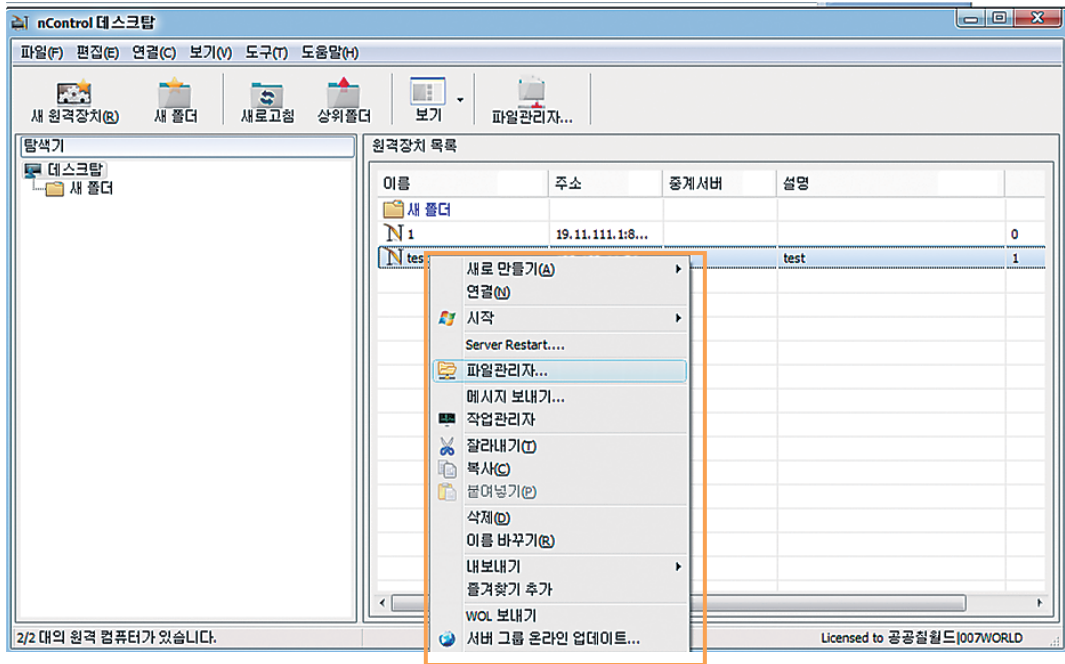 nControl 데스크탑
파일(F) 편집(E) 연결(C) 보기(V) 도구(T) 도움말(H)
새 원격장치(R) 새 폴더 새로고침 상위폴더 보기 파일관리자...
탐색기
데스크탑
새 폴더
원격장치 목록
이름 주소 중계서버 설명
새 폴더
1 19.11.111.1:8... 0
tes test 1
새로 만들기(A)
연결(N)
시작
Server Restart....
파일관리자...
메시지 보내기...
작업관리자
잘라내기(T)
복사(C)
붙여넣기(P)
삭제(D)
이름 바꾸기(R)
내보내기
즐겨찾기 추가
WOL 보내기
서버 그룹 온라인 업데이트...
2/2 대의 원격 컴퓨터가 있습니다. Licensed to 공공칠월드|007WORLD